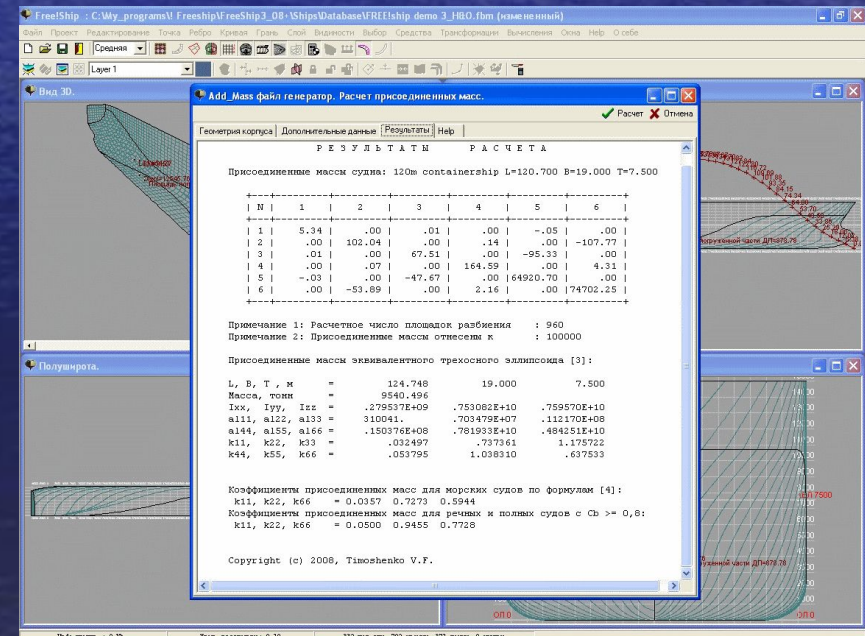 Free!Ship : C:\My_programs\! Freeship\FreeShip3_08+\Ships\Database\FREE!ship demo 3_H&O.fbm (измененный)
Файл Проект Редактирование Точка Ребро Кривая Грань Слой Видимости Выбор Средства Трансформации Вычисления Окна Help О себе
Средняя
Layer 1
Вид 3D.
Add_Mass файл генератор. Расчет присоединенных масс.
Расчет Отмена
Геометрия корпуса Дополнительные данные Результаты Help
Р Е З У Л Ь Т А Т Ы Р А С Ч Е Т А
Присоединенные массы судна: 120m containership L=120.700 B=19.000 T=7.500
| N | 1 | 2 | 3 | 4 | 5 | 6 |
| 1 | 5.34 | .00 | .01 | .00 | -.05 | .00 |
| 2 | .00 | 102.04 | .00 | .14 | .00 | -107.77 |
| 3 | .01 | .00 | 67.51 | .00 | -95.33 | .00 |
| 4 | .00 | .07 | .00 | 164.59 | .00 | 4.31 |
| 5 | -.03 | .00 | -47.67 | .00 |64920.70 | .00 |
| 6 | .00 | -53.89 | .00 | 2.16 | .00 |74702.25 |
Примечание 1: Расчетное число площадок разбиения : 960
Примечание 2: Присоединенные массы отнесены к : 100000
Присоединенные массы эквивалентного трехосного эллипсоида [3]:
L, B, T , м = 124.748 19.000 7.500
Масса, тонн = 9540.496
Ixx, Iyy, Izz = .279537E+09 .753082E+10 .759570E+10
al11, al22, al33 = 310041. .703479E+07 .112170E+08
al44, al55, al66 = .150376E+08 .781933E+10 .484251E+10
k11, k22, k33 = .032497 .737361 1.175722
k44, k55, k66 = .053795 1.038310 .637533
Коэффициенты присоединенных масс для морских судов по формулам [4]:
k11, k22, k66 = 0.0357 0.7273 0.5944
Коэффициенты присоединенных масс для речных и полных судов с Cb >= 0,8:
k11, k22, k66 = 0.0500 0.9455 0.7728
Copyright (c) 2008, Timoshenko V.F.
Полуширота.